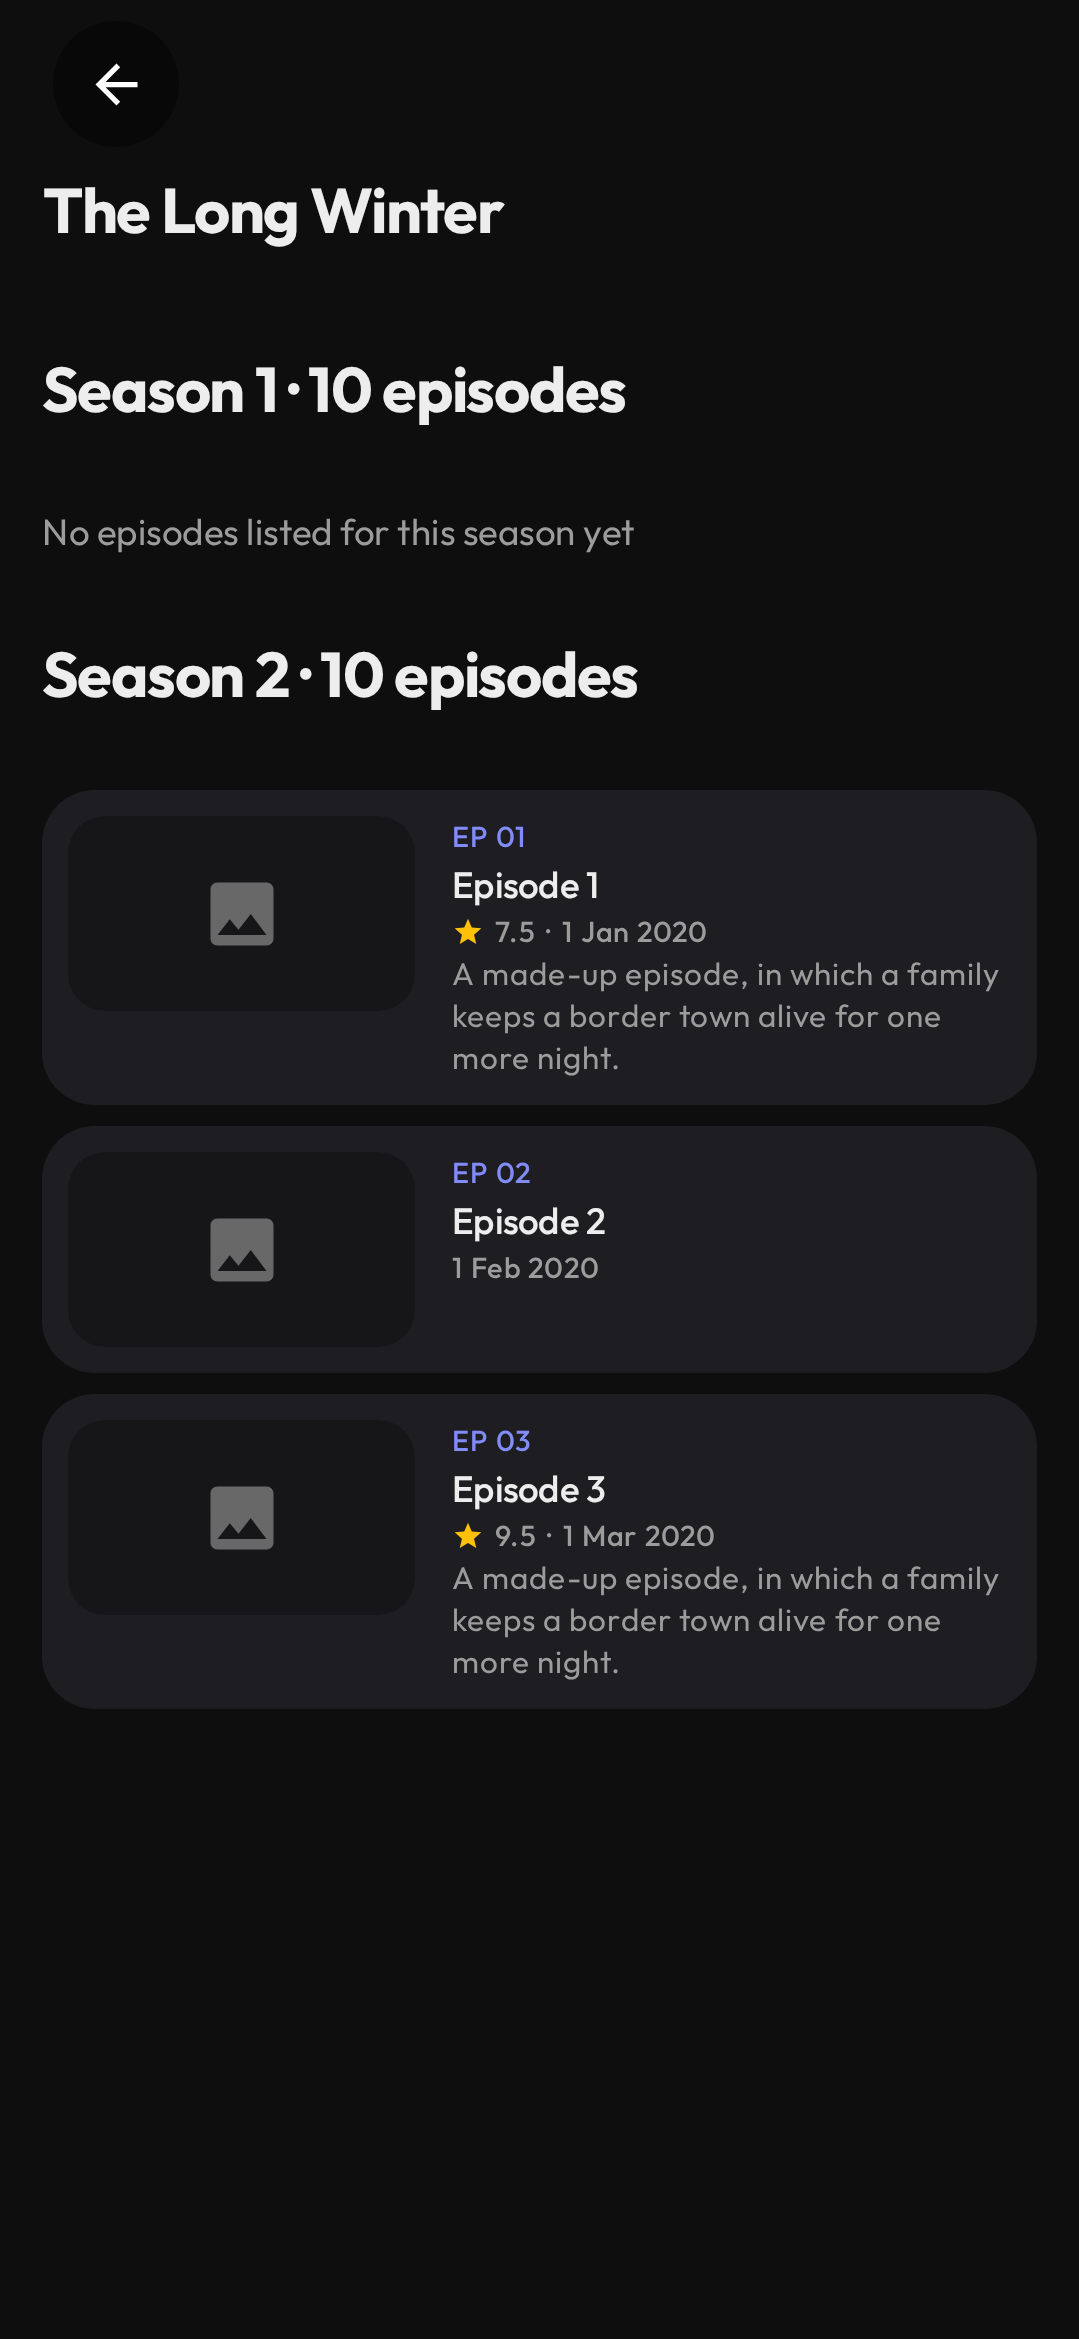 The Long Winter
Season 1 · 10 episodes
No episodes listed for this season yet
Season 2 · 10 episodes
EP 01
Episode 1
7.5 · 1 Jan 2020
A made-up episode, in which a family
keeps a border town alive for one
more night.
EP 02
Episode 2
1 Feb 2020
EP 03
Episode 3
9.5 · 1 Mar 2020
A made-up episode, in which a family
keeps a border town alive for one
more night.